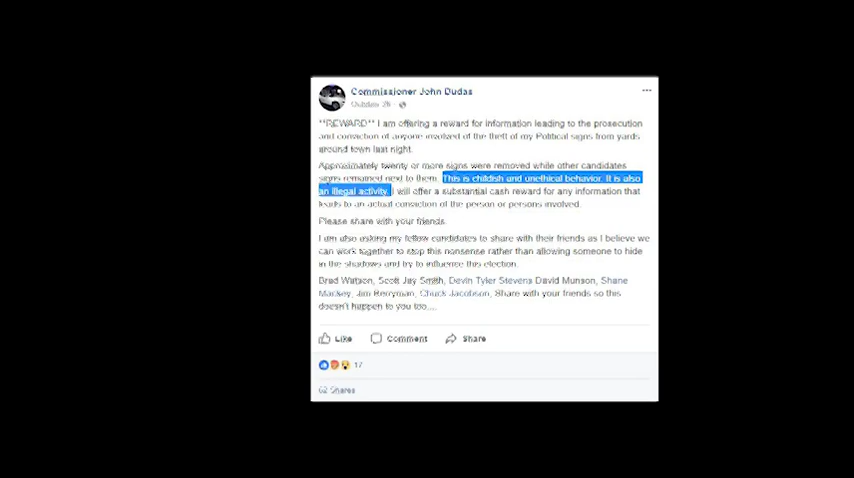 Commissioner John Dudas
October 26
**REWARD** I am offering a reward for information leading to the prosecution
and conviction of anyone involved of the theft of my Political signs from yards
around town last night.
Approximately twenty or more signs were removed while other candidates
signs remained next to them. This is childish and unethical behavior. It is also
an illegal activity. I will offer a substantial cash reward for any information that
leads to an actual conviction of the person or persons involved.
Please share with your friends.
I am also asking my fellow candidates to share with their friends as I believe we
can work together to stop this nonsense rather than allowing someone to hide
in the shadows and try to influence this election.
Brad Watson, Scott Jay Smith, Devin Tyler Stevens David Munson, Shane
Mackey, Jim Berryman, Chuck Jacobson, Share with your friends so this
doesn't happen to you too....
Like Comment Share
17
62 Shares